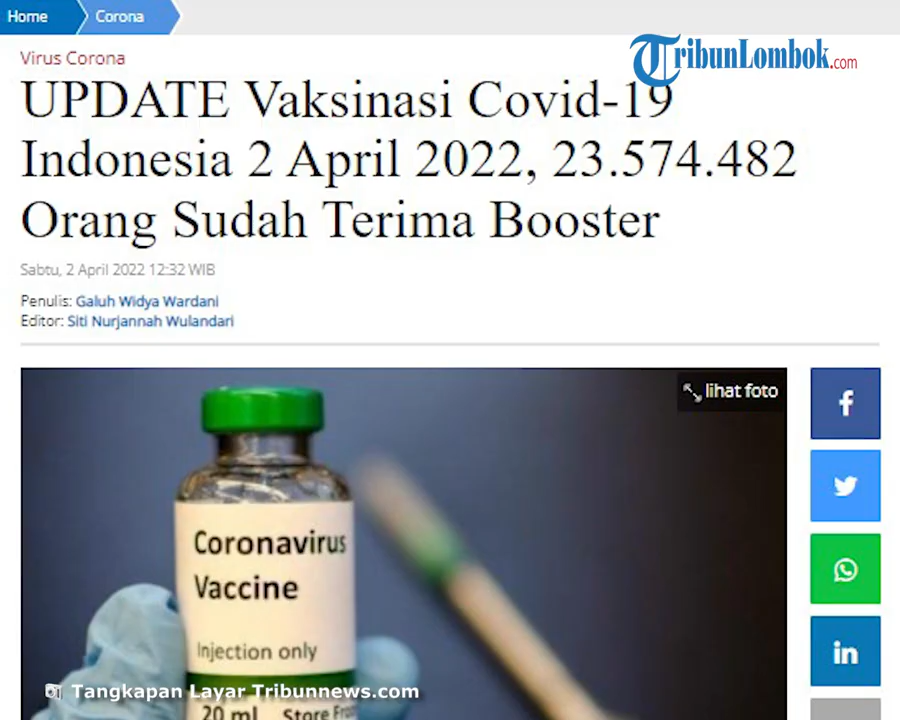 Home Corona
TribunLombok.com
Virus Corona
UPDATE Vaksinasi Covid-19
Indonesia 2 April 2022, 23.574.482
Orang Sudah Terima Booster
Sabtu, 2 April 2022 12:32 WIB
Penulis: Galuh Widya Wardani
Editor: Siti Nurjannah Wulandari
lihat foto
Coronavirus
Vaccine
Injection only
Tangkapan Layar Tribunnews.com
20 ml Store